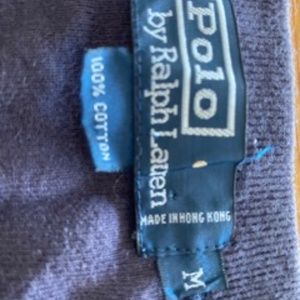 Polo
by Ralph Lauren
MADE IN HONG KONG
100% COTTON
M